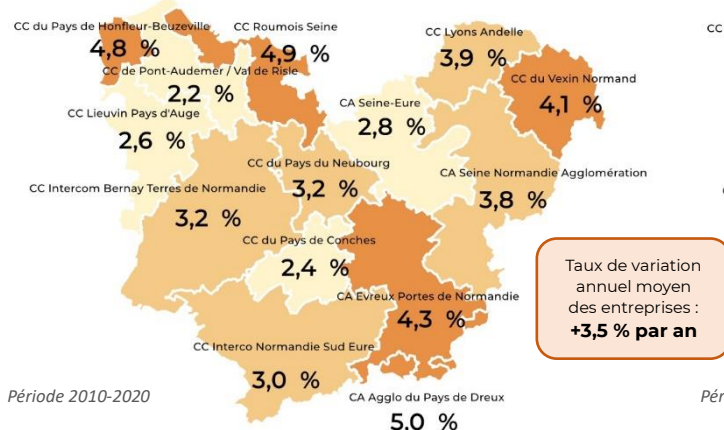 CC du Pays de Honfleur-Beuzeville
4,8 %
CC Roumois Seine
4,9 %
CC de Pont-Audemer / Val de Risle
2,2 %
CC Lieuvin Pays d'Auge
2,6 %
CC Lyons Andelle
3,9 %
CC du Vexin Normand
4,1 %
CA Seine-Eure
2,8 %
CC du Pays du Neubourg
3,2 %
CA Seine Normandie Agglomération
3,8 %
CC Intercom Bernay Terres de Normandie
3,2 %
CC du Pays de Conches
2,4 %
CA Evreux Portes de Normandie
4,3 %
CC Interco Normandie Sud Eure
3,0 %
CA Agglo du Pays de Dreux
5,0 %
Taux de variation
annuel moyen
des entreprises :
+3,5 % par an
Période 2010-2020
CC
Pér